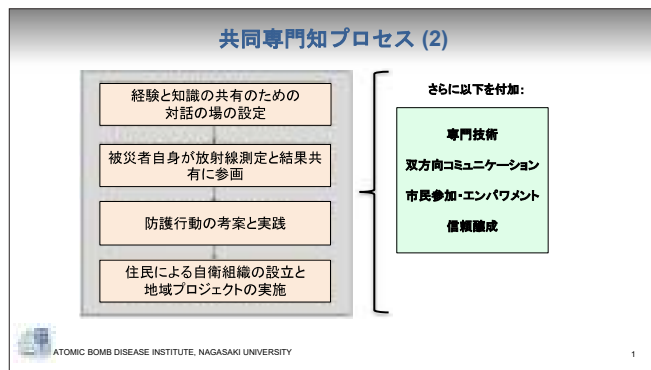 共同専門知プロセス (2)
経験と知識の共有のための
対話の場の設定
被災者自身が放射線測定と結果共
有に参画
防護行動の考案と実践
住民による自衛組織の設立と
地域プロジェクトの実施
さらに以下を付加:
専門技術
双方向コミュニケーション
市民参加・エンパワメント
信頼醸成
ATOMIC BOMB DISEASE INSTITUTE, NAGASAKI UNIVERSITY
1